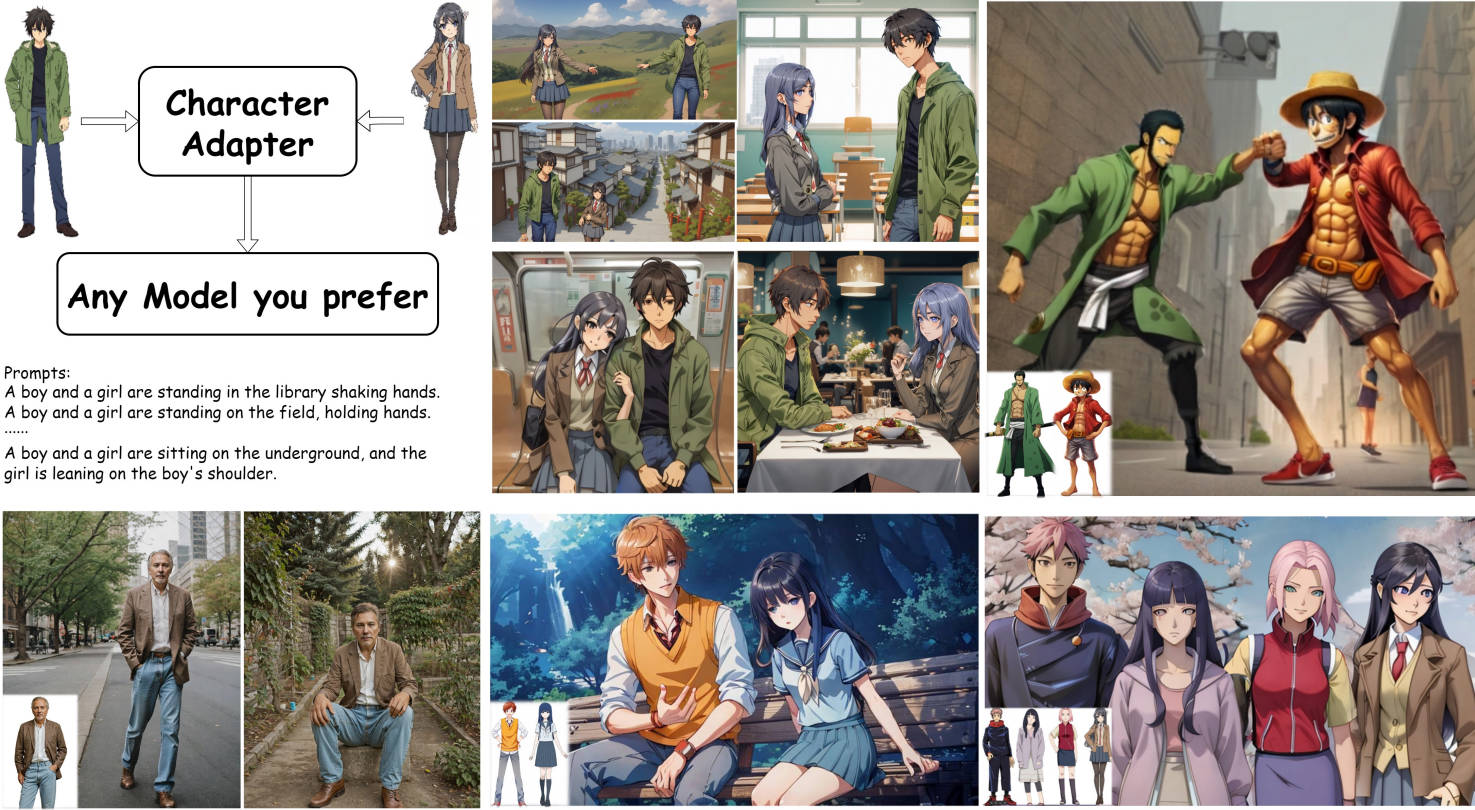 Character
Adapter
Any Model you prefer
Prompts:
A boy and a girl are standing in the library shaking hands.
A boy and a girl are standing on the field, holding hands.
......
A boy and a girl are sitting on the underground, and the
girl is leaning on the boy's shoulder.